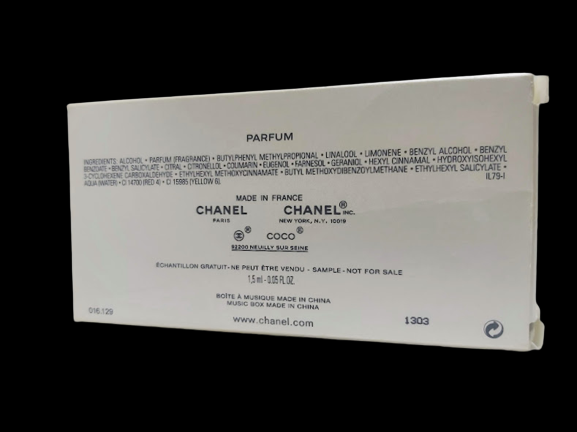 PARFUM
INGREDIENTS: ALCOHOL • PARFUM (FRAGRANCE) • BUTYLPHENYL METHYLPROPIONAL • LINALOOL • LIMONENE • BENZYL ALCOHOL • BENZYL
BENZOATE • BENZYL SALICYLATE • CITRAL • CITRONELLOL • COUMARIN • EUGENOL • FARNESOL • GERANIOL • HEXYL CINNAMAL • HYDROXYISOHEXYL
3-CYCLOHEXENE CARBOXALDEHYDE • ETHYLHEXYL METHOXYCINNAMATE • BUTYL METHOXYDIBENZOYLMETHANE • ETHYLHEXYL SALICYLATE •
AQUA (WATER) • CI 14700 (RED 4) • CI 15985 (YELLOW 6). IL79-I
MADE IN FRANCE
CHANEL CHANEL® INC.
PARIS NEW YORK, N.Y. 10019
® COCO®
92200 NEUILLY SUR SEINE
ÉCHANTILLON GRATUIT - NE PEUT ÊTRE VENDU - SAMPLE - NOT FOR SALE
1,5 ml - 0.05 FL. OZ.
BOÎTE À MUSIQUE MADE IN CHINA
MUSIC BOX MADE IN CHINA
www.chanel.com
016.129
1303